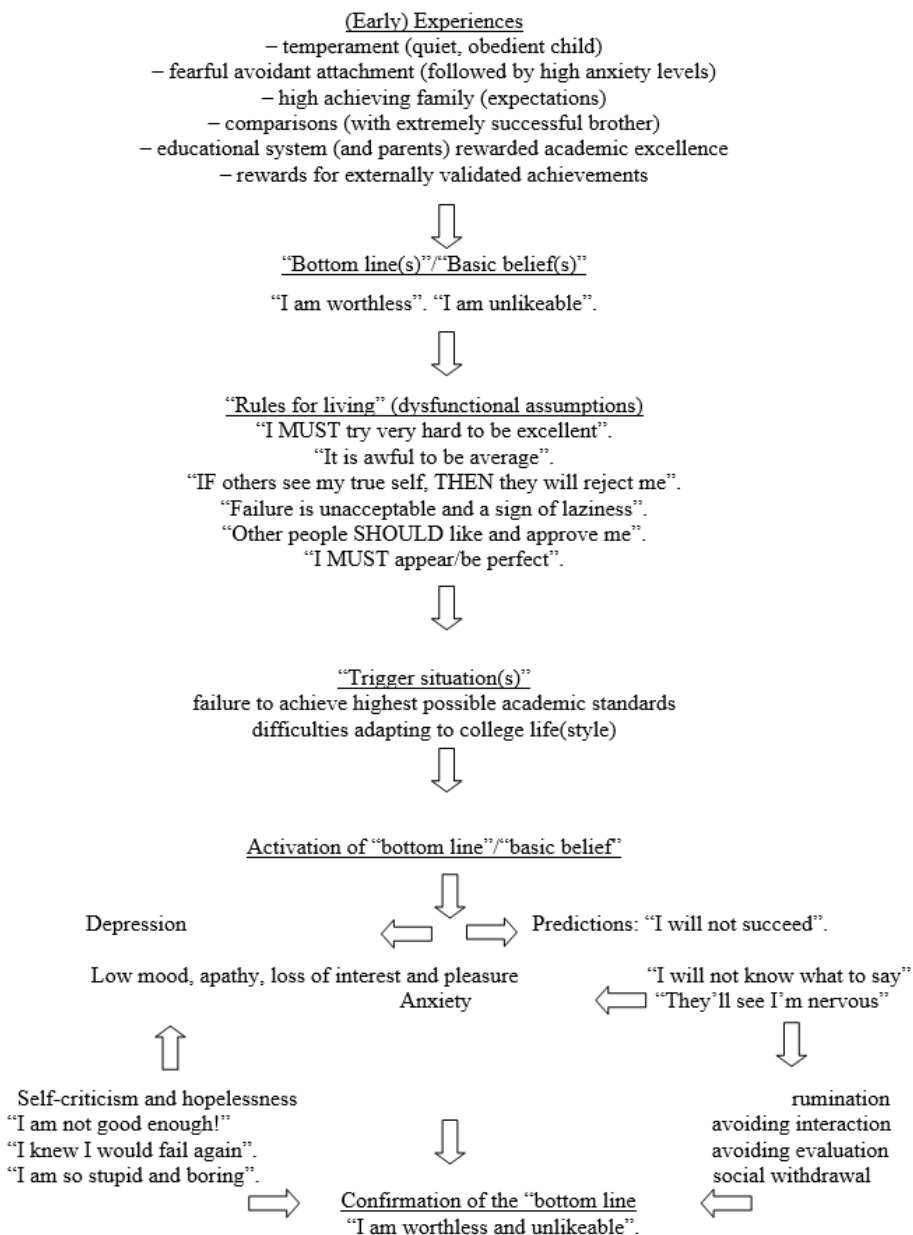 (Early) Experiences
– temperament (quiet, obedient child)
– fearful avoidant attachment (followed by high anxiety levels)
– high achieving family (expectations)
– comparisons (with extremely successful brother)
– educational system (and parents) rewarded academic excellence
– rewards for externally validated achievements
“Bottom line(s)”/“Basic belief(s)”
“I am worthless”. “I am unlikeable”.
“Rules for living” (dysfunctional assumptions)
“I MUST try very hard to be excellent”.
“It is awful to be average”.
“IF others see my true self, THEN they will reject me”.
“Failure is unacceptable and a sign of laziness”.
“Other people SHOULD like and approve me”.
“I MUST appear/be perfect”.
“Trigger situation(s)”
failure to achieve highest possible academic standards
difficulties adapting to college life(style)
Activation of “bottom line”/“basic belief”
Depression
Predictions: “I will not succeed”.
Low mood, apathy, loss of interest and pleasure
“I will not know what to say”
Anxiety
“They’ll see I’m nervous”
Self-criticism and hopelessness
“I am not good enough!”
“I knew I would fail again”.
“I am so stupid and boring”.
rumination
avoiding interaction
avoiding evaluation
social withdrawal
Confirmation of the “bottom line
“I am worthless and unlikeable”.